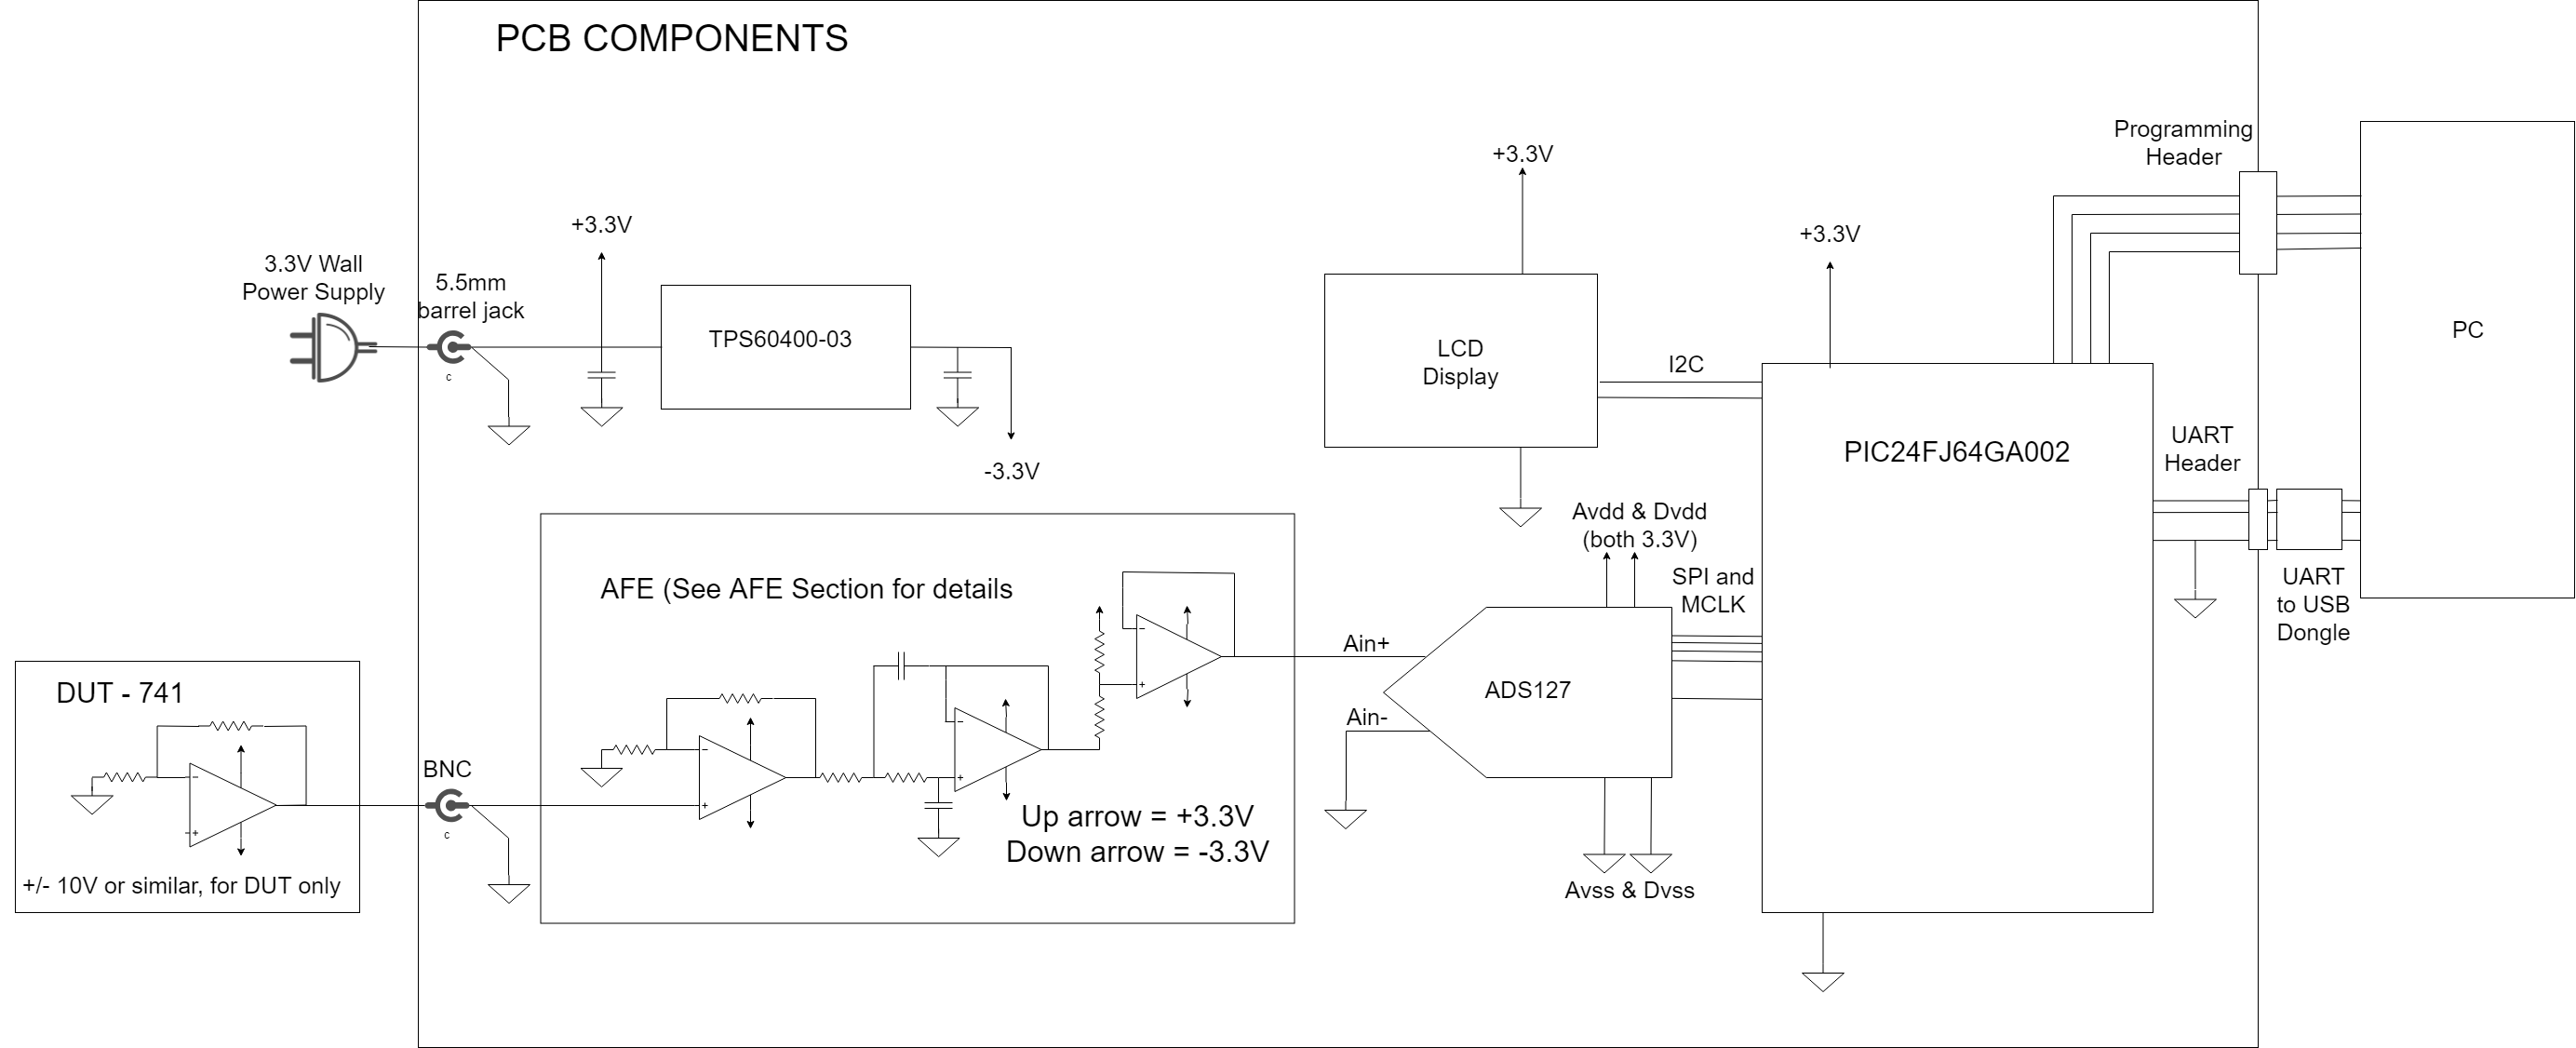 PCB COMPONENTS
3.3V Wall
Power Supply
5.5mm
barrel jack
c
+3.3V
TPS60400-03
-3.3V
+3.3V
LCD
Display
I2C
+3.3V
PIC24FJ64GA002
Programming
Header
PC
UART
Header
UART
to USB
Dongle
DUT - 741
+/- 10V or similar, for DUT only
BNC
c
AFE (See AFE Section for details
Up arrow = +3.3V
Down arrow = -3.3V
Ain+
Ain-
Avdd & Dvdd
(both 3.3V)
SPI and
MCLK
ADS127
Avss & Dvss